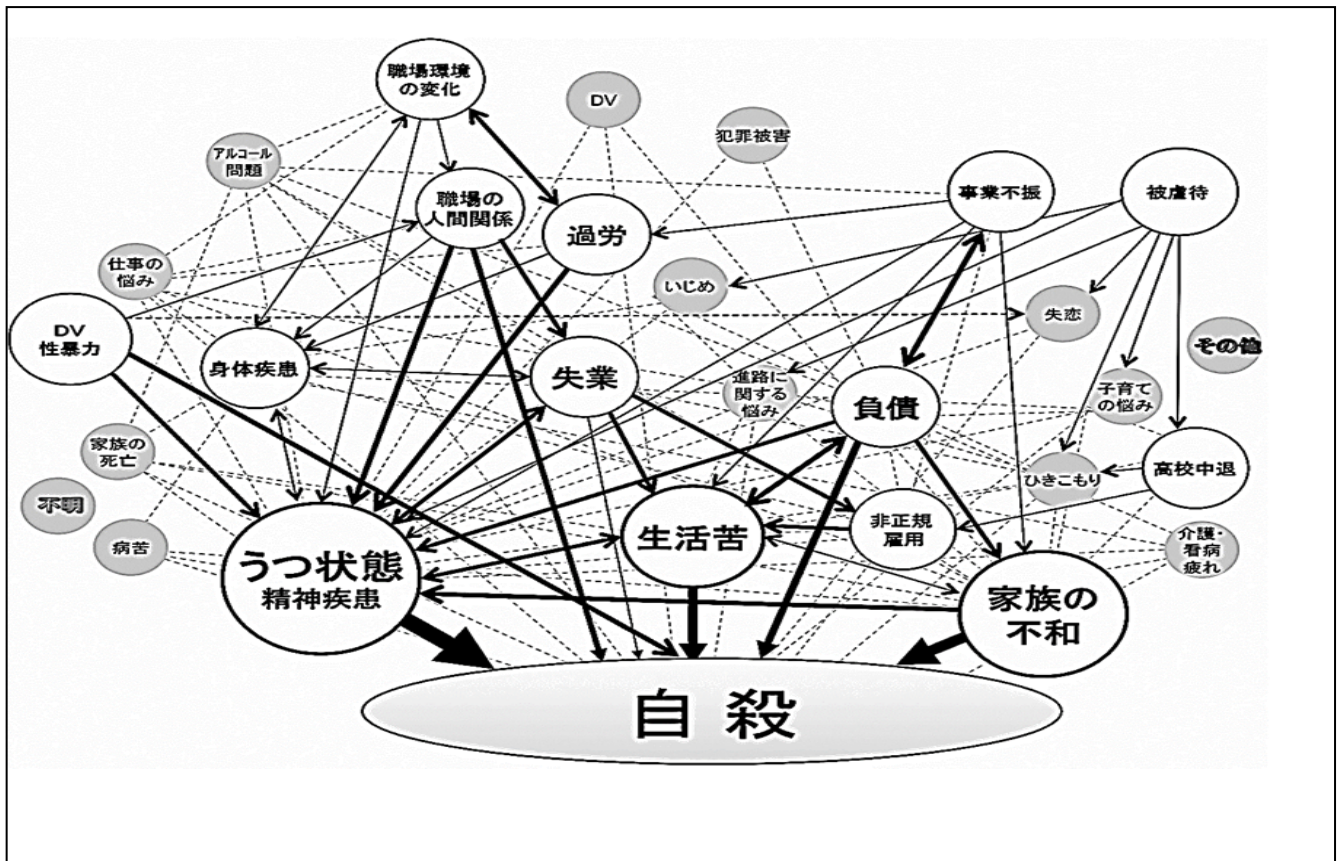 職場環境
の変化
DV
犯罪被害
アルコール
問題
職場の
人間関係
過労
事業不振
被虐待
仕事の
悩み
いじめ
失恋
DV
性暴力
その他
身体疾患
失業
進路に
関する
悩み
負債
子育て
の悩み
家族の
死亡
高校中退
ひきこもり
不明
病苦
うつ状態
精神疾患
生活苦
非正規
雇用
介護・
看病
疲れ
家族の
不和
自殺